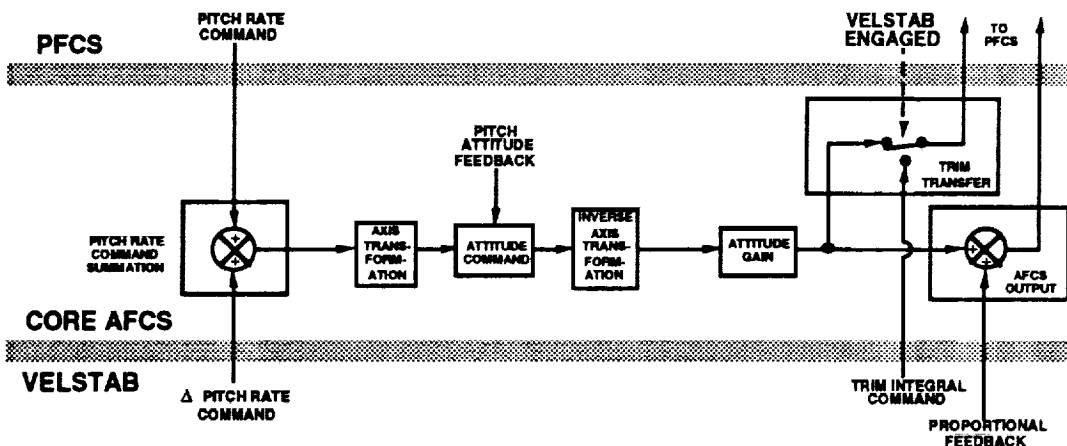 PITCH RATE
COMMAND
PFCS
VELSTAB
ENGAGED
TO
PFCS
PITCH
ATTITUDE
FEEDBACK
TRIM
TRANSFER
PITCH RATE
COMMAND
SUMMATION
+
+
AXIS
TRANS-
FORM-
ATION
ATTITUDE
COMMAND
INVERSE
AXIS
TRANS-
FORM-
ATION
ATTITUDE
GAIN
+
+
AFCS
OUTPUT
CORE AFCS
VELSTAB
Δ PITCH RATE
COMMAND
TRIM INTEGRAL
COMMAND
PROPORTIONAL
FEEDBACK